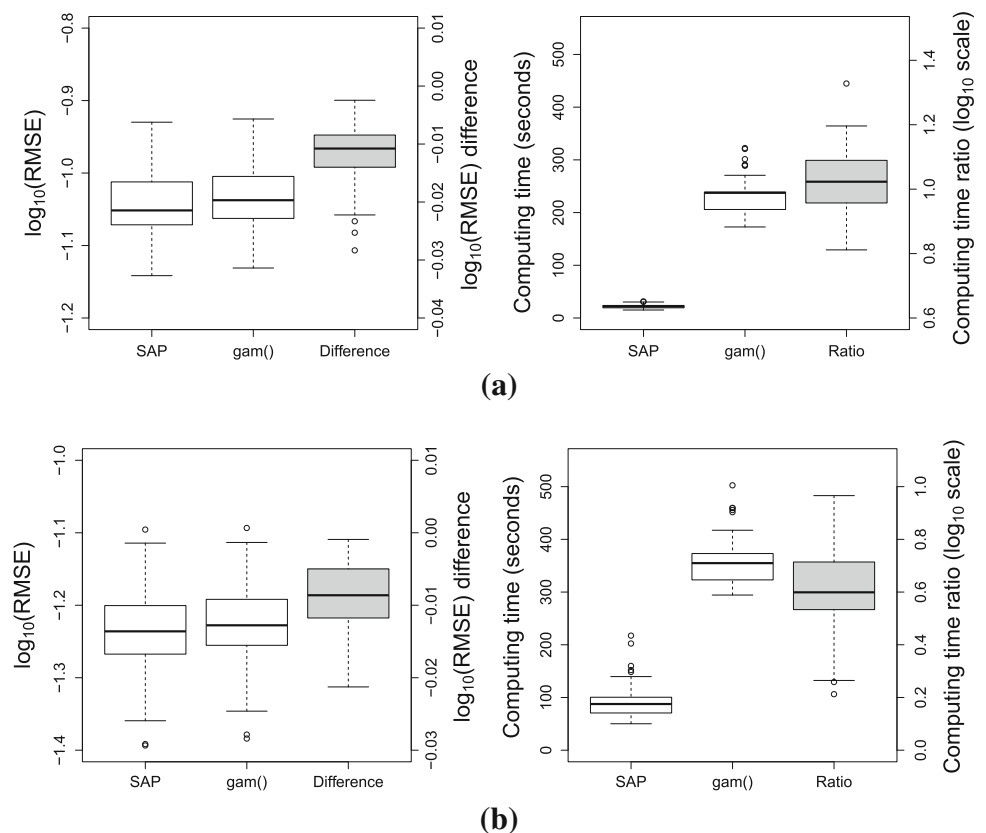 log10(RMSE)
−0.8
−0.9
−1.0
−1.1
−1.2
0.01
0.00
−0.01
−0.02
−0.03
−0.04
log10(RMSE) difference
SAP
gam()
Difference
Computing time (seconds)
500
400
300
200
100
0
1.4
1.2
1.0
0.8
0.6
Computing time ratio (log10 scale)
SAP
gam()
Ratio
(a)
log10(RMSE)
−1.0
−1.1
−1.2
−1.3
−1.4
0.01
0.00
−0.01
−0.02
−0.03
log10(RMSE) difference
SAP
gam()
Difference
Computing time (seconds)
500
400
300
200
100
0
1.0
0.8
0.6
0.4
0.2
0.0
Computing time ratio (log10 scale)
SAP
gam()
Ratio
(b)